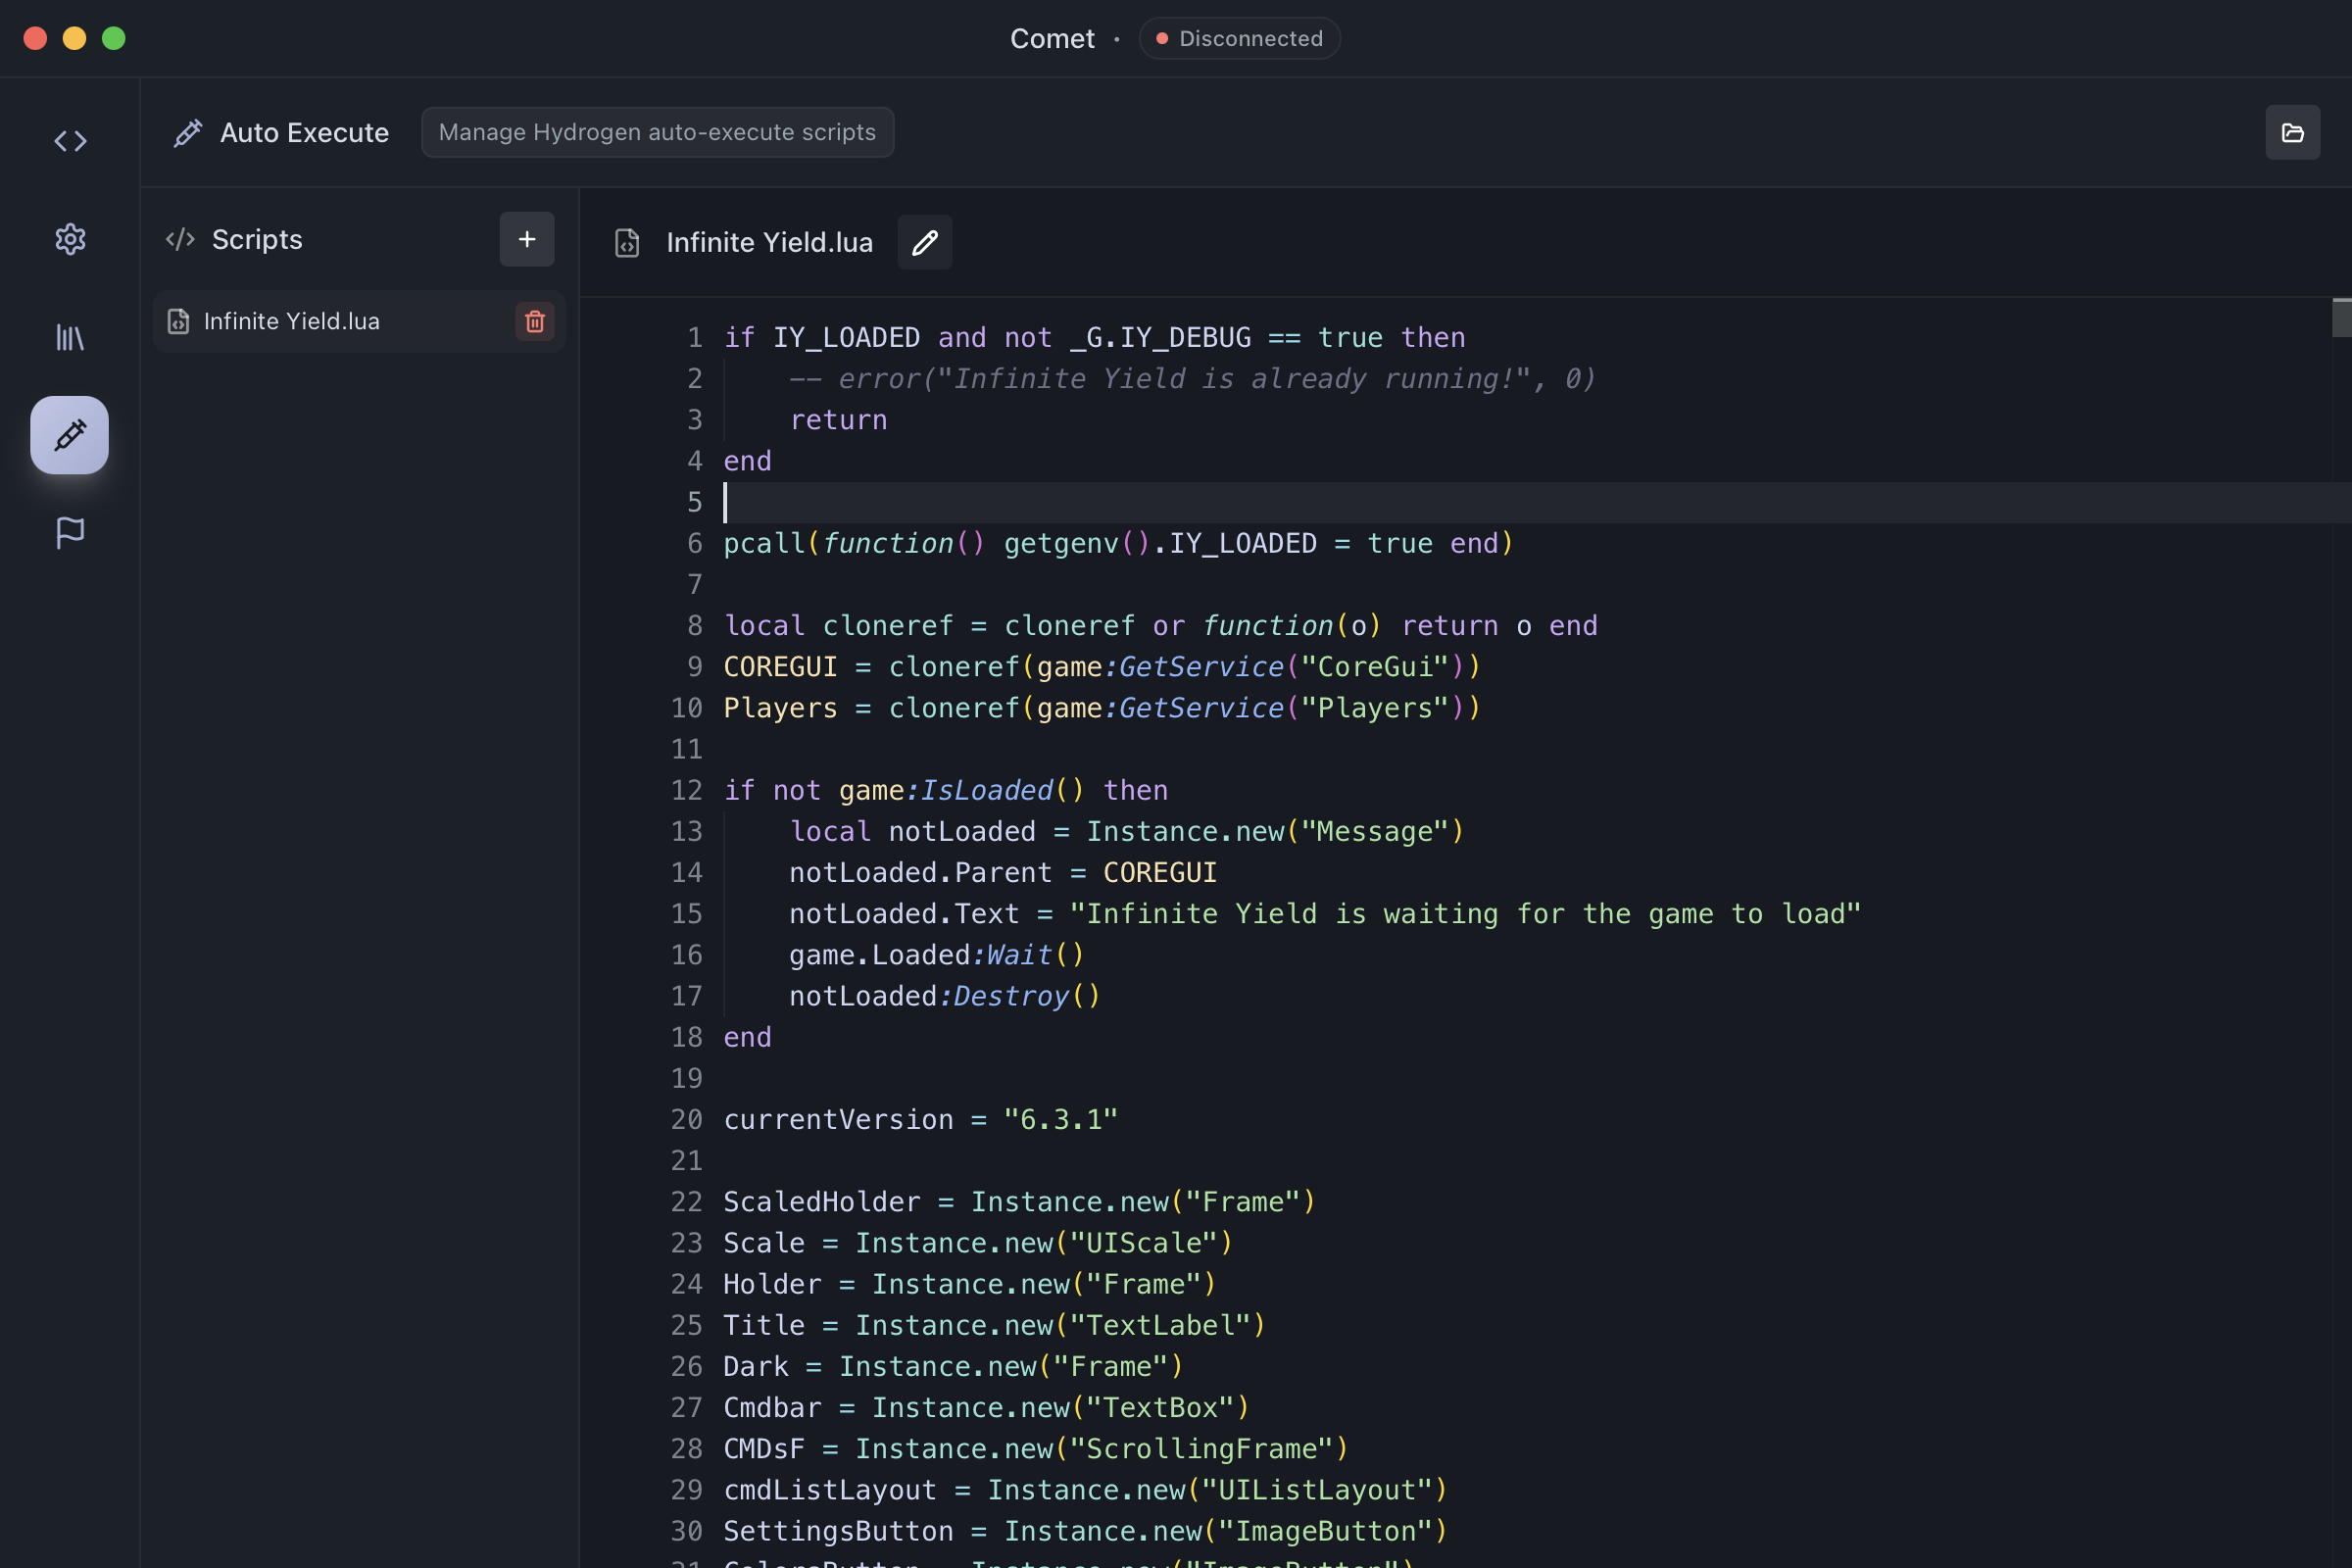 Comet · Disconnected
Auto Execute Manage Hydrogen auto-execute scripts
Scripts
Infinite Yield.lua
Infinite Yield.lua
1 if IY_LOADED and not _G.IY_DEBUG == true then
2     -- error("Infinite Yield is already running!", 0)
3     return
4 end
5
6 pcall(function() getgenv().IY_LOADED = true end)
7
8 local cloneref = cloneref or function(o) return o end
9 COREGUI = cloneref(game:GetService("CoreGui"))
10 Players = cloneref(game:GetService("Players"))
11
12 if not game:IsLoaded() then
13     local notLoaded = Instance.new("Message")
14     notLoaded.Parent = COREGUI
15     notLoaded.Text = "Infinite Yield is waiting for the game to load"
16     game.Loaded:Wait()
17     notLoaded:Destroy()
18 end
19
20 currentVersion = "6.3.1"
21
22 ScaledHolder = Instance.new("Frame")
23 Scale = Instance.new("UIScale")
24 Holder = Instance.new("Frame")
25 Title = Instance.new("TextLabel")
26 Dark = Instance.new("Frame")
27 Cmdbar = Instance.new("TextBox")
28 CMDsF = Instance.new("ScrollingFrame")
29 cmdListLayout = Instance.new("UIListLayout")
30 SettingsButton = Instance.new("ImageButton")
31 ColorsButton = Instance.new("ImageButton")